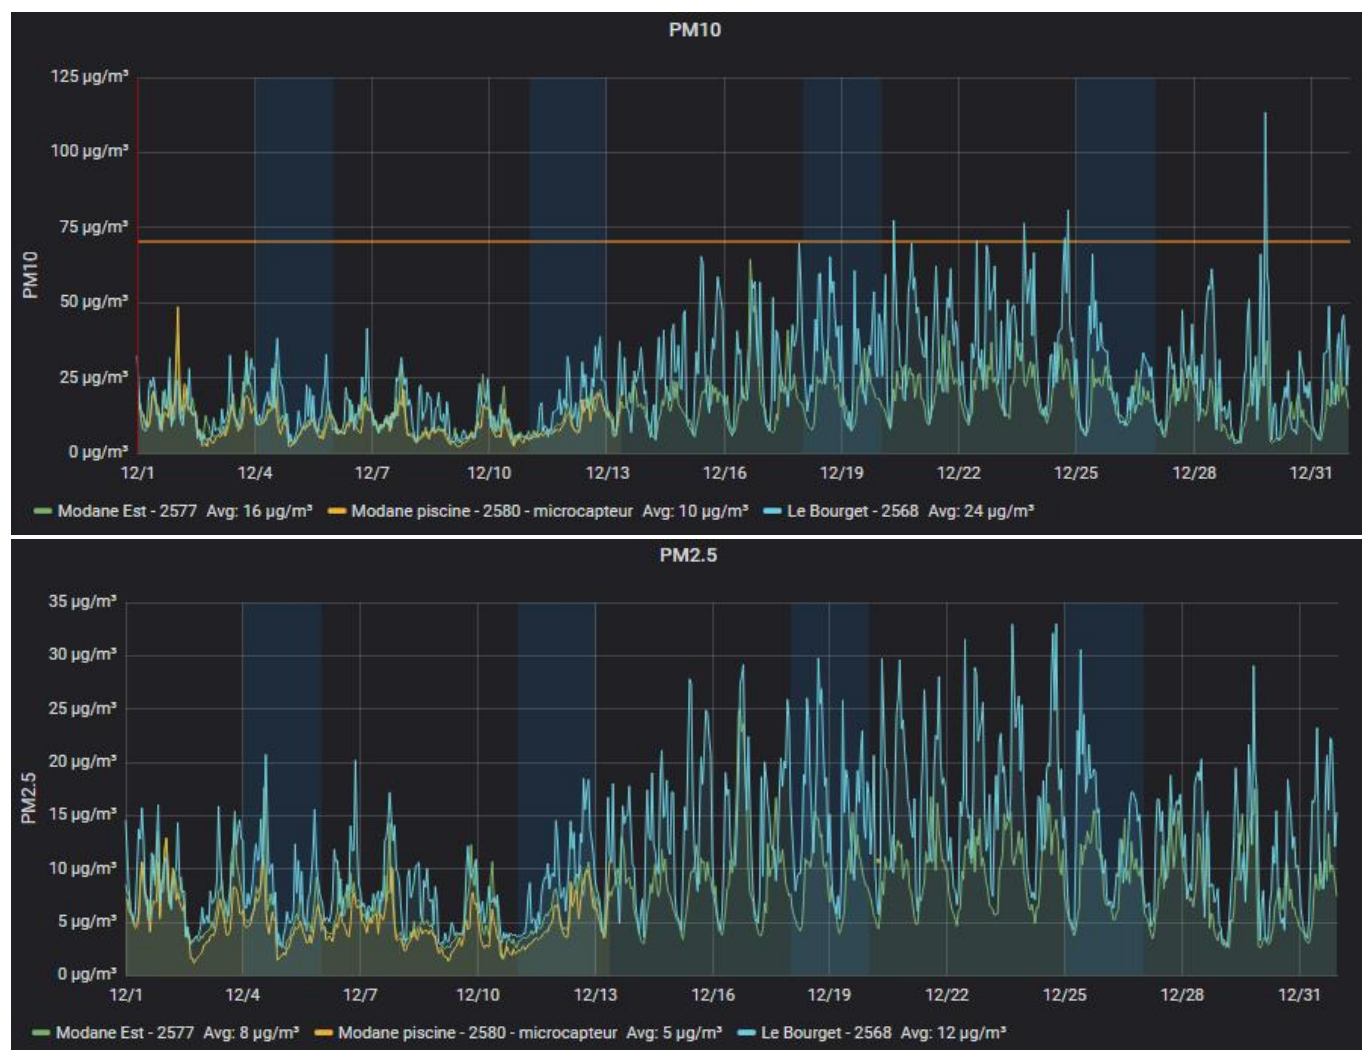 PM10
125 µg/m³
100 µg/m³
75 µg/m³
50 µg/m³
25 µg/m³
0 µg/m³
PM10
12/1 12/4 12/7 12/10 12/13 12/16 12/19 12/22 12/25 12/28 12/31
Modane Est - 2577 Avg: 16 µg/m³ Modane piscine - 2580 - microcapteur Avg: 10 µg/m³ Le Bourget - 2568 Avg: 24 µg/m³
PM2.5
35 µg/m³
30 µg/m³
25 µg/m³
20 µg/m³
15 µg/m³
10 µg/m³
5 µg/m³
0 µg/m³
PM2.5
12/1 12/4 12/7 12/10 12/13 12/16 12/19 12/22 12/25 12/28 12/31
Modane Est - 2577 Avg: 8 µg/m³ Modane piscine - 2580 - microcapteur Avg: 5 µg/m³ Le Bourget - 2568 Avg: 12 µg/m³